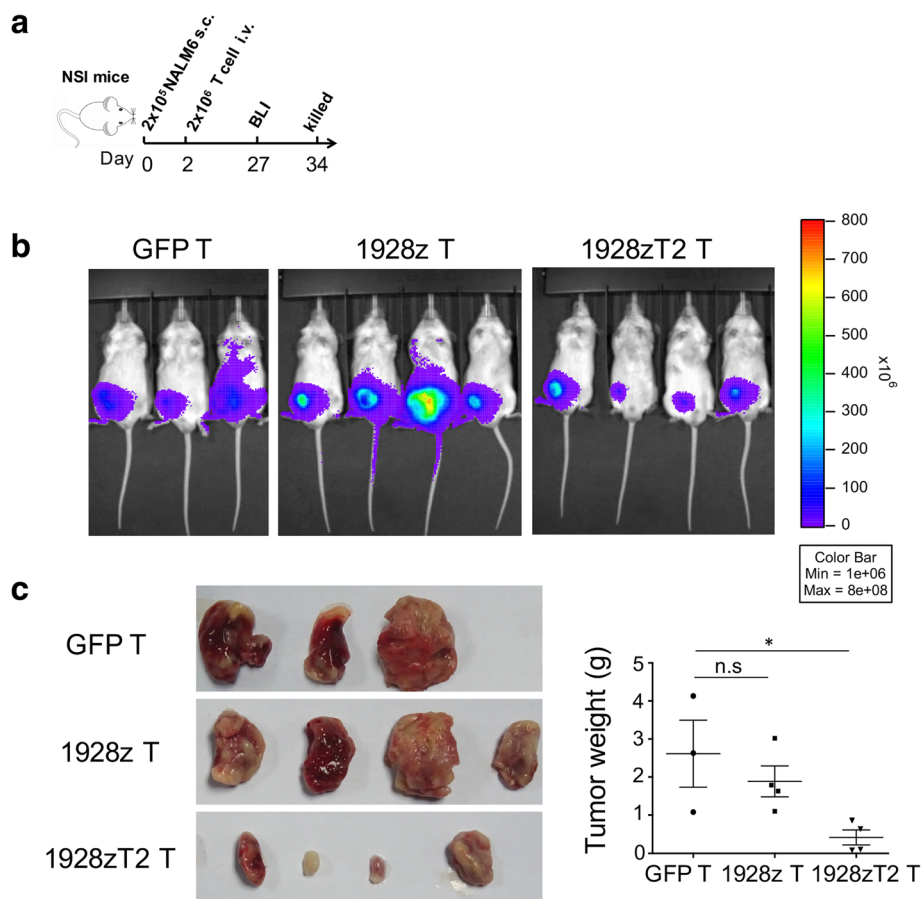 a
NSI mice
2x10⁵NALM6 s.c.
2x10⁶ T cell i.v.
BLI
killed
Day 0 2 27 34
b
GFP T
1928z T
1928zT2 T
800
700
600
500
400
300
200
100
0
x10⁶
Color Bar
Min = 1e+06
Max = 8e+08
c
GFP T
1928z T
1928zT2 T
*
n.s
Tumor weight (g)
5
4
3
2
1
0
GFP T 1928z T 1928zT2 T